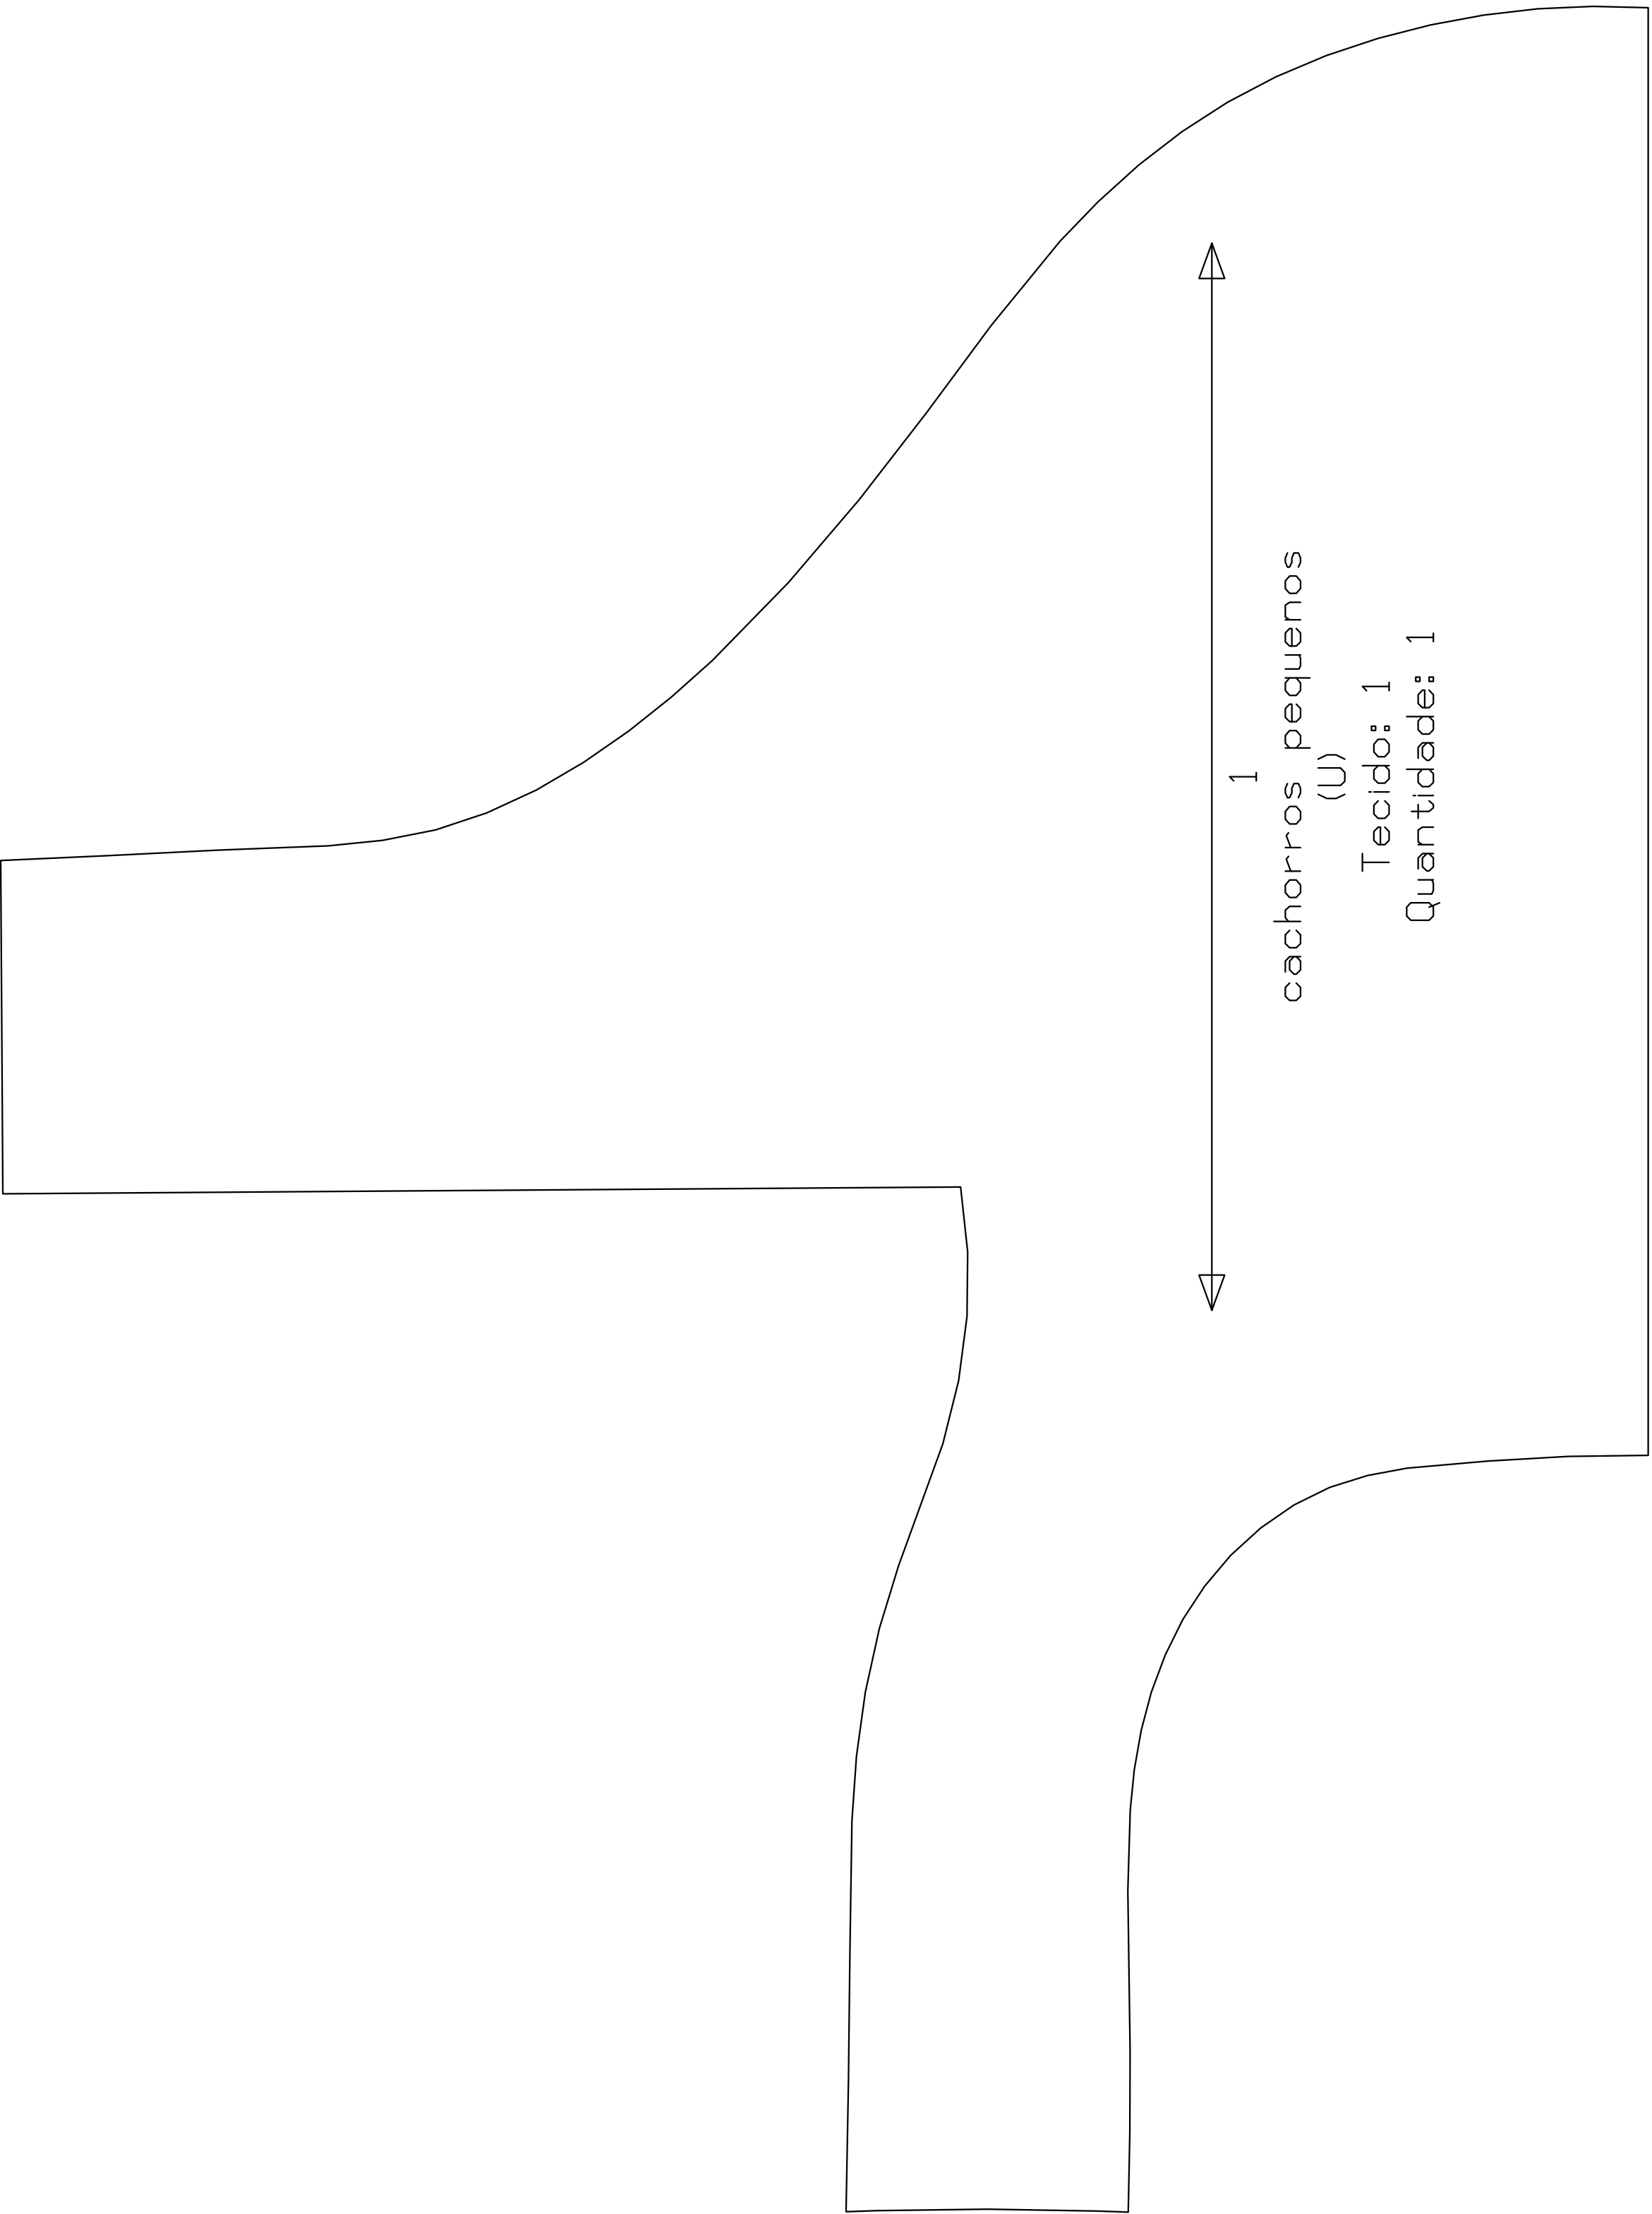 1
cachorros pequenos
(U)
Tecido: 1
Quantidade: 1